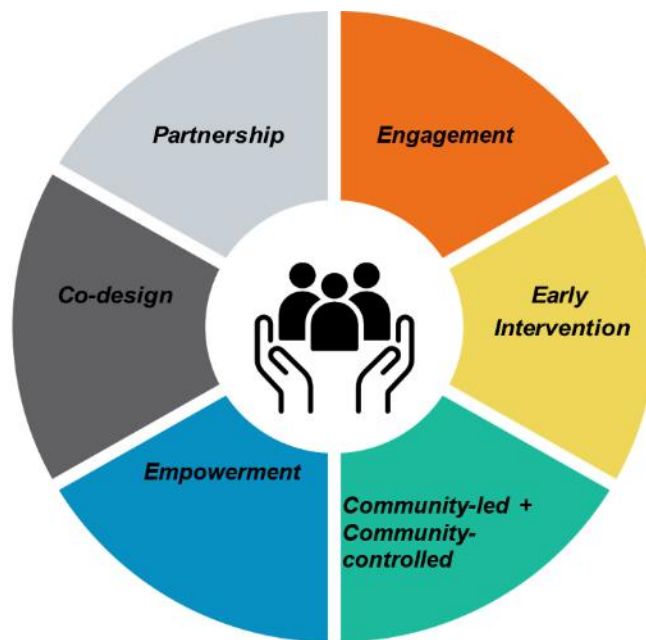 Partnership
Engagement
Co-design
Early
Intervention
Empowerment
Community-led +
Community-
controlled